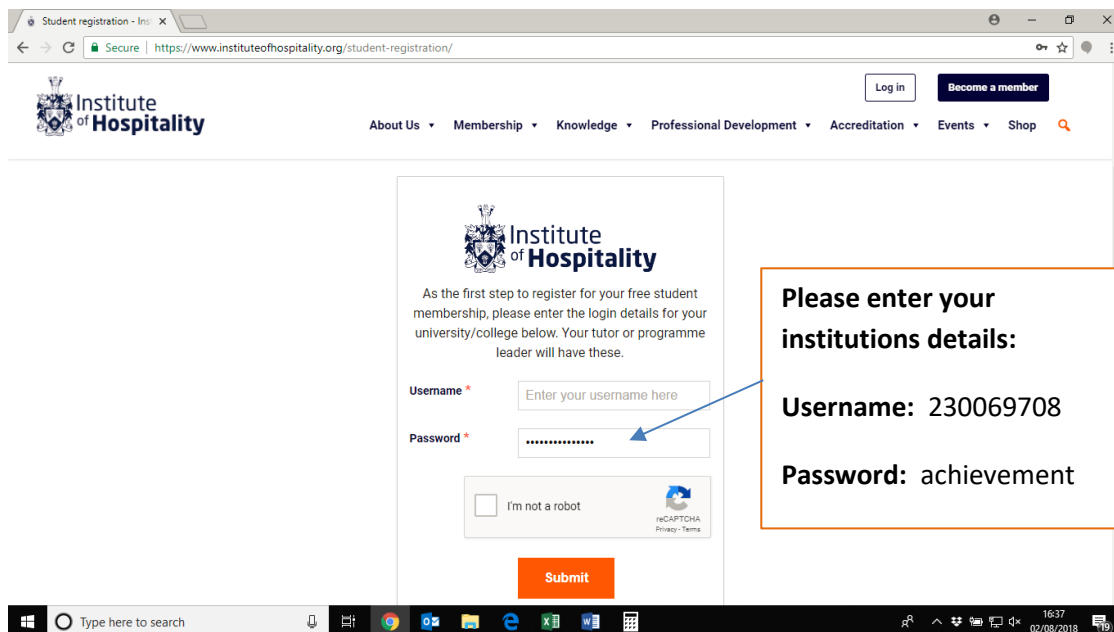 Student registration - Ins
Secure | https://www.instituteofhospitality.org/student-registration/
Institute
of Hospitality
Log in
Become a member
About Us
Membership
Knowledge
Professional Development
Accreditation
Events
Shop
Institute
of Hospitality
As the first step to register for your free student
membership, please enter the login details for your
university/college below. Your tutor or programme
leader will have these.
Username *
Enter your username here
Password *
I'm not a robot
reCAPTCHA
Privacy - Terms
Submit
Please enter your
institutions details:
Username: 230069708
Password: achievement
Type here to search
16:37
02/08/2018
19